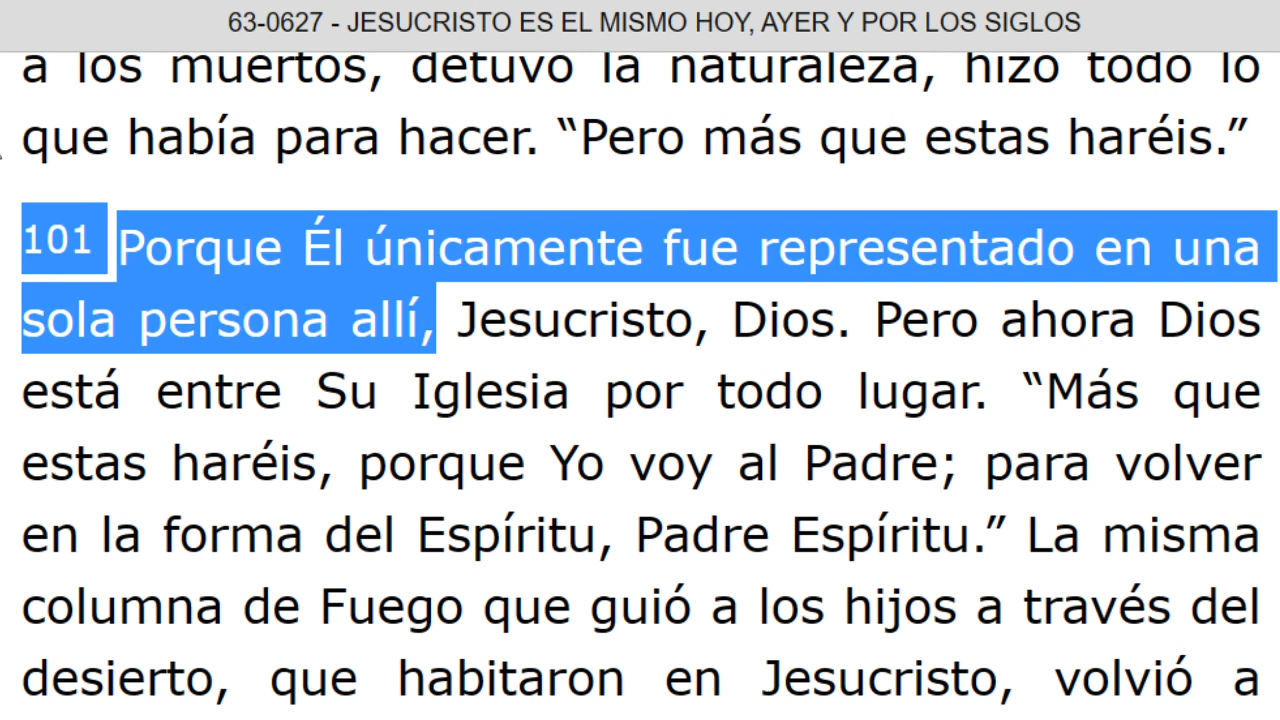 63-0627 - JESUCRISTO ES EL MISMO HOY, AYER Y POR LOS SIGLOS
a los muertos, detuvo la naturaleza, hizo todo lo
que había para hacer. “Pero más que estas haréis.”
101 Porque Él únicamente fue representado en una
sola persona allí, Jesucristo, Dios. Pero ahora Dios
está entre Su Iglesia por todo lugar. “Más que
estas haréis, porque Yo voy al Padre; para volver
en la forma del Espíritu, Padre Espíritu.” La misma
columna de Fuego que guió a los hijos a través del
desierto, que habitaron en Jesucristo, volvió a